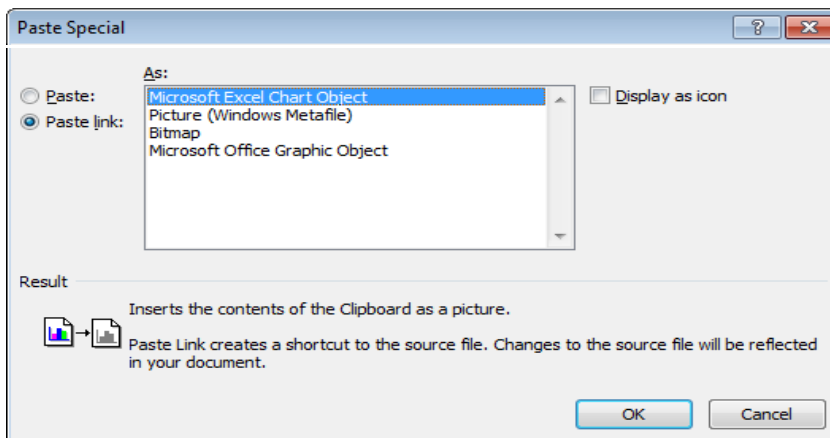 Paste Special
As:
Paste:
Paste link:
Microsoft Excel Chart Object
Picture (Windows Metafile)
Bitmap
Microsoft Office Graphic Object
Display as icon
Result
Inserts the contents of the Clipboard as a picture.
Paste Link creates a shortcut to the source file. Changes to the source file will be reflected
in your document.
OK
Cancel